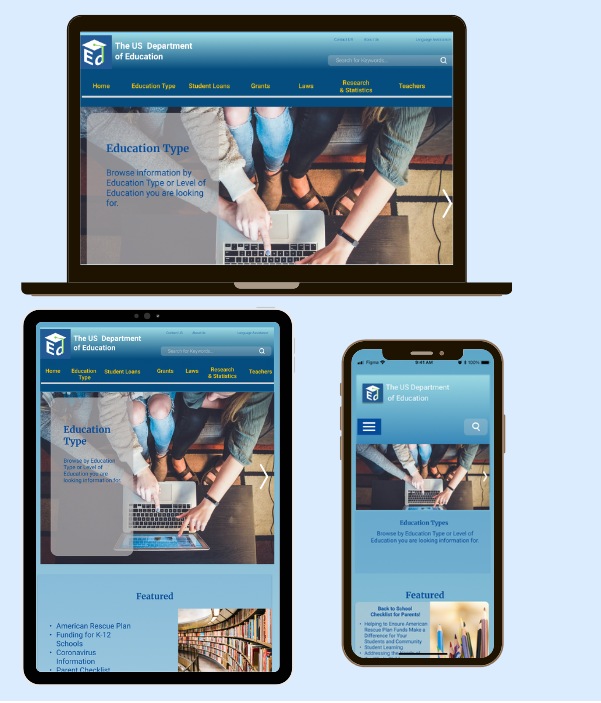 Contact US About Us Language Assistance
The US Department
of Education
Ed
Search for Keywords...
Home Education Type Student Loans Grants Laws Research
& Statistics Teachers
Education Type
Browse information by
Education Type or Level of
Education you are looking
for.
Contact US About Us Language Assistance
The US Department
of Education
Ed
Search for Keywords...
Home Education
Type Student Loans Grants Laws Research
& Statistics Teachers
Education
Type
Browse by Education
Type or Level of
Education you are
looking information for.
Featured
• American Rescue Plan
• Funding for K-12
Schools
• Coronavirus
Information
• Parent Checklist
Figma 9:41 AM 100%
Ed
The US Department
of Education
Education Types
Browse by Education Type or Level of
Education you are looking information for.
Featured
Back to School
Checklist for Parents!
• Helping to Ensure American
Rescue Plan Funds Make a
Difference for Your
Students and Community
• Student Learning
• Addressing the